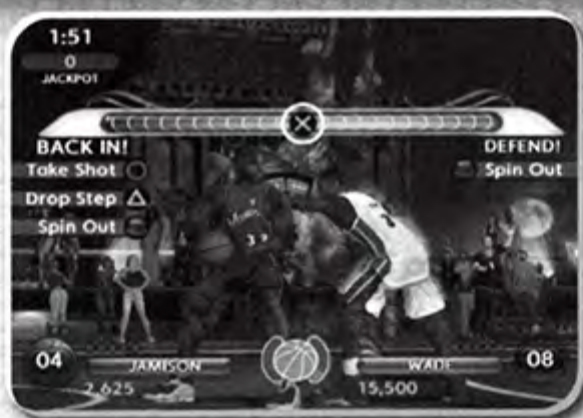 1:51
0
JACKPOT
BACK IN!
Take Shot
Drop Step
Spin Out
DEFEND!
Spin Out
3
04
JAMISON
2,625
WADE
15,500
08